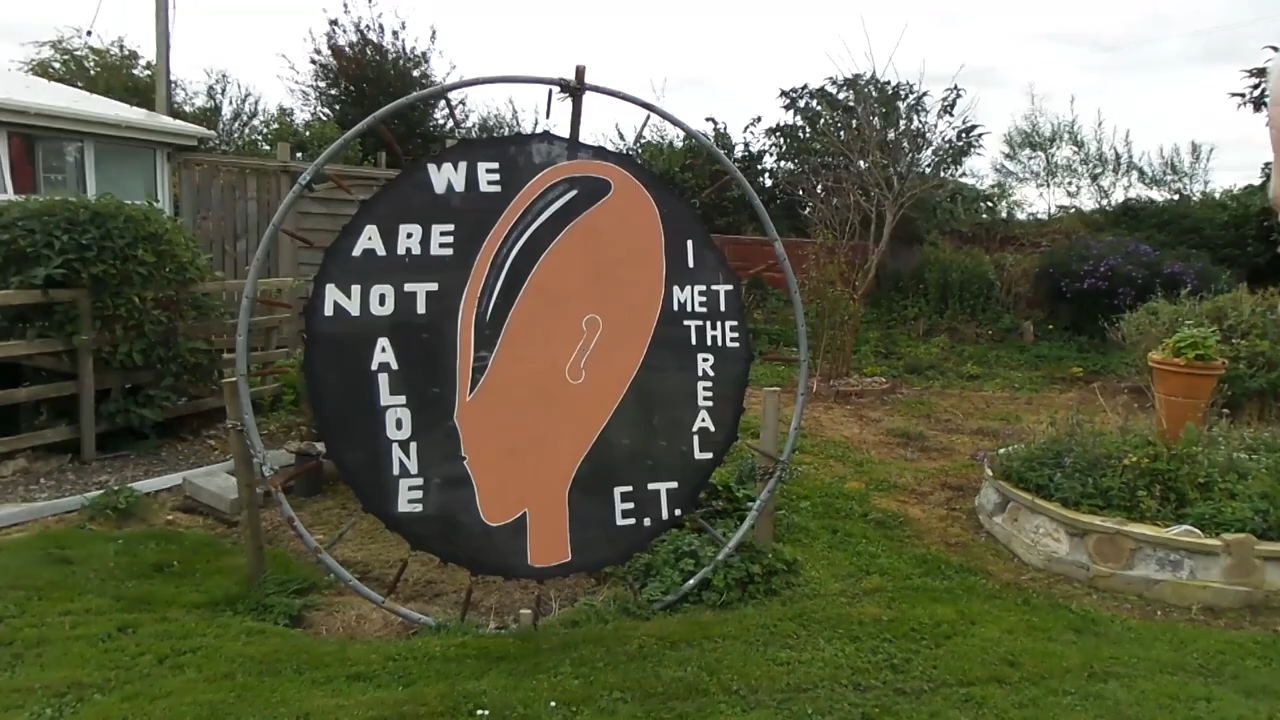 WE
ARE
NOT
ALONE
I
MET
THE
REAL
E.T.